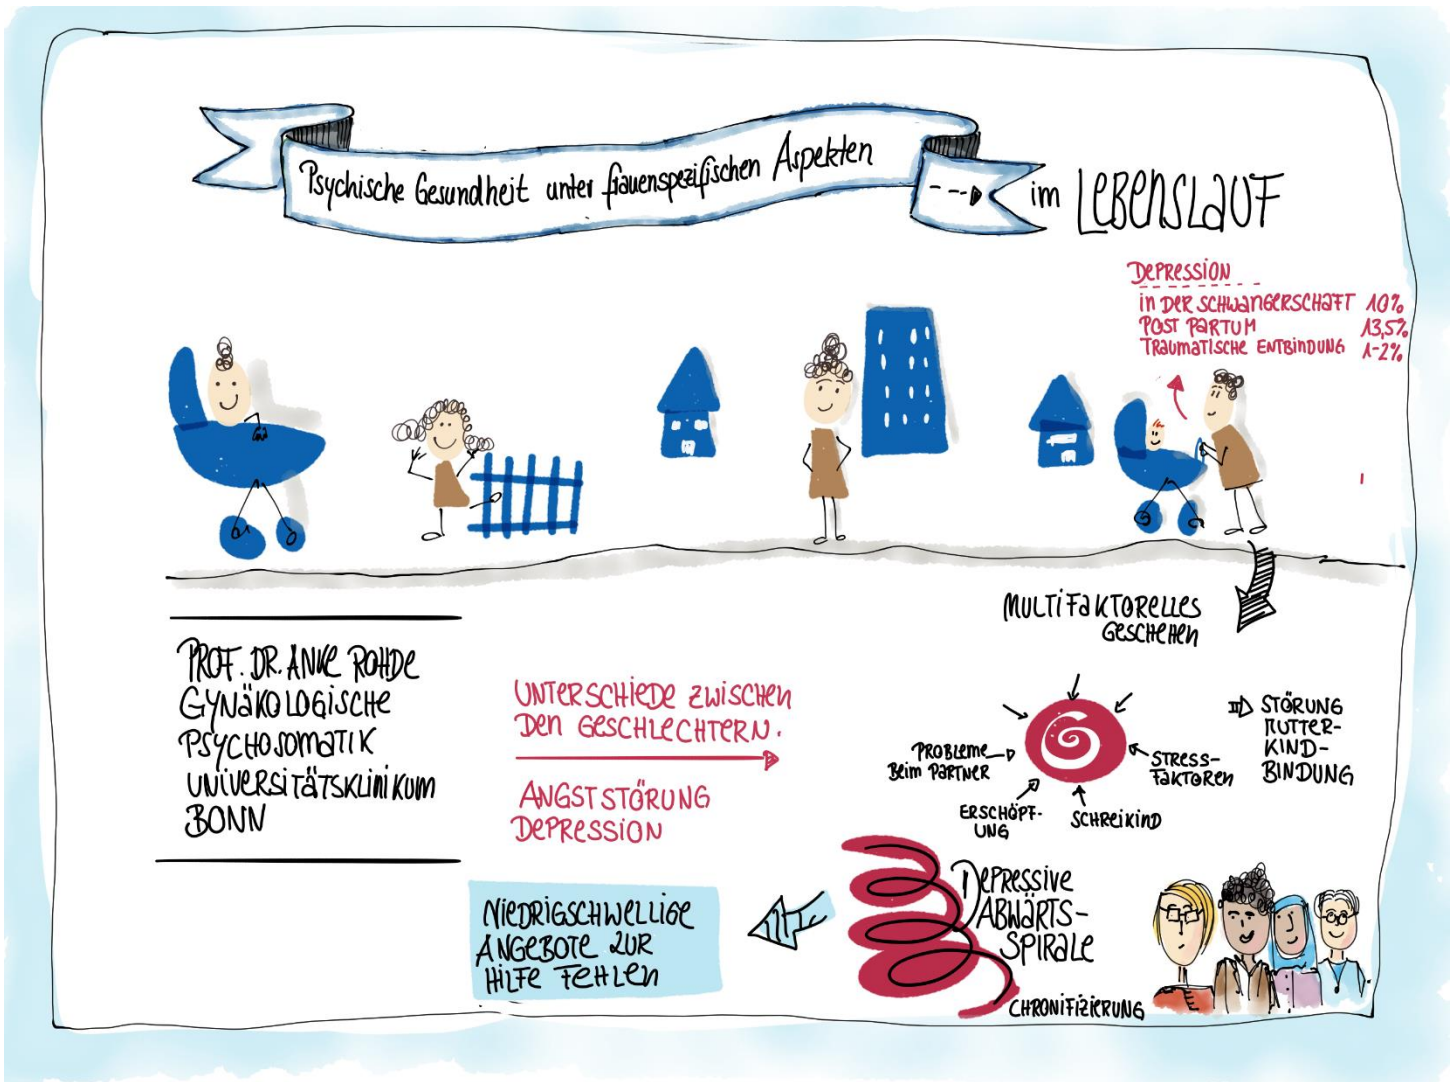 Psychische Gesundheit unter frauenspezifischen Aspekten
im LEBENSLAUF
DEPRESSION
IN DER SCHWANGERSCHAFT 10%
POST PARTUM 13,5%
TRAUMATISCHE ENTBINDUNG 1-2%
MULTIFAKTORELLES
GESCHEHEN
PROF. DR. ANKE ROHDE
GYNÄKOLOGISCHE
PSYCHOSOMATIK
UNIVERSITÄTSKLINIKUM
BONN
UNTERSCHIEDE ZWISCHEN
DEN GESCHLECHTERN.
ANGSTSTÖRUNG
DEPRESSION
PROBLEME
BEIM PARTNER
ERSCHÖPF-
UNG
SCHREIKIND
STRESS-
FAKTOREN
STÖRUNG
MUTTER-
KIND-
BINDUNG
DEPRESSIVE
ABWÄRTS-
SPIRALE
CHRONIFIZIERUNG
NIEDRIGSCHWELLIGE
ANGEBOTE ZUR
HILFE FEHLEN